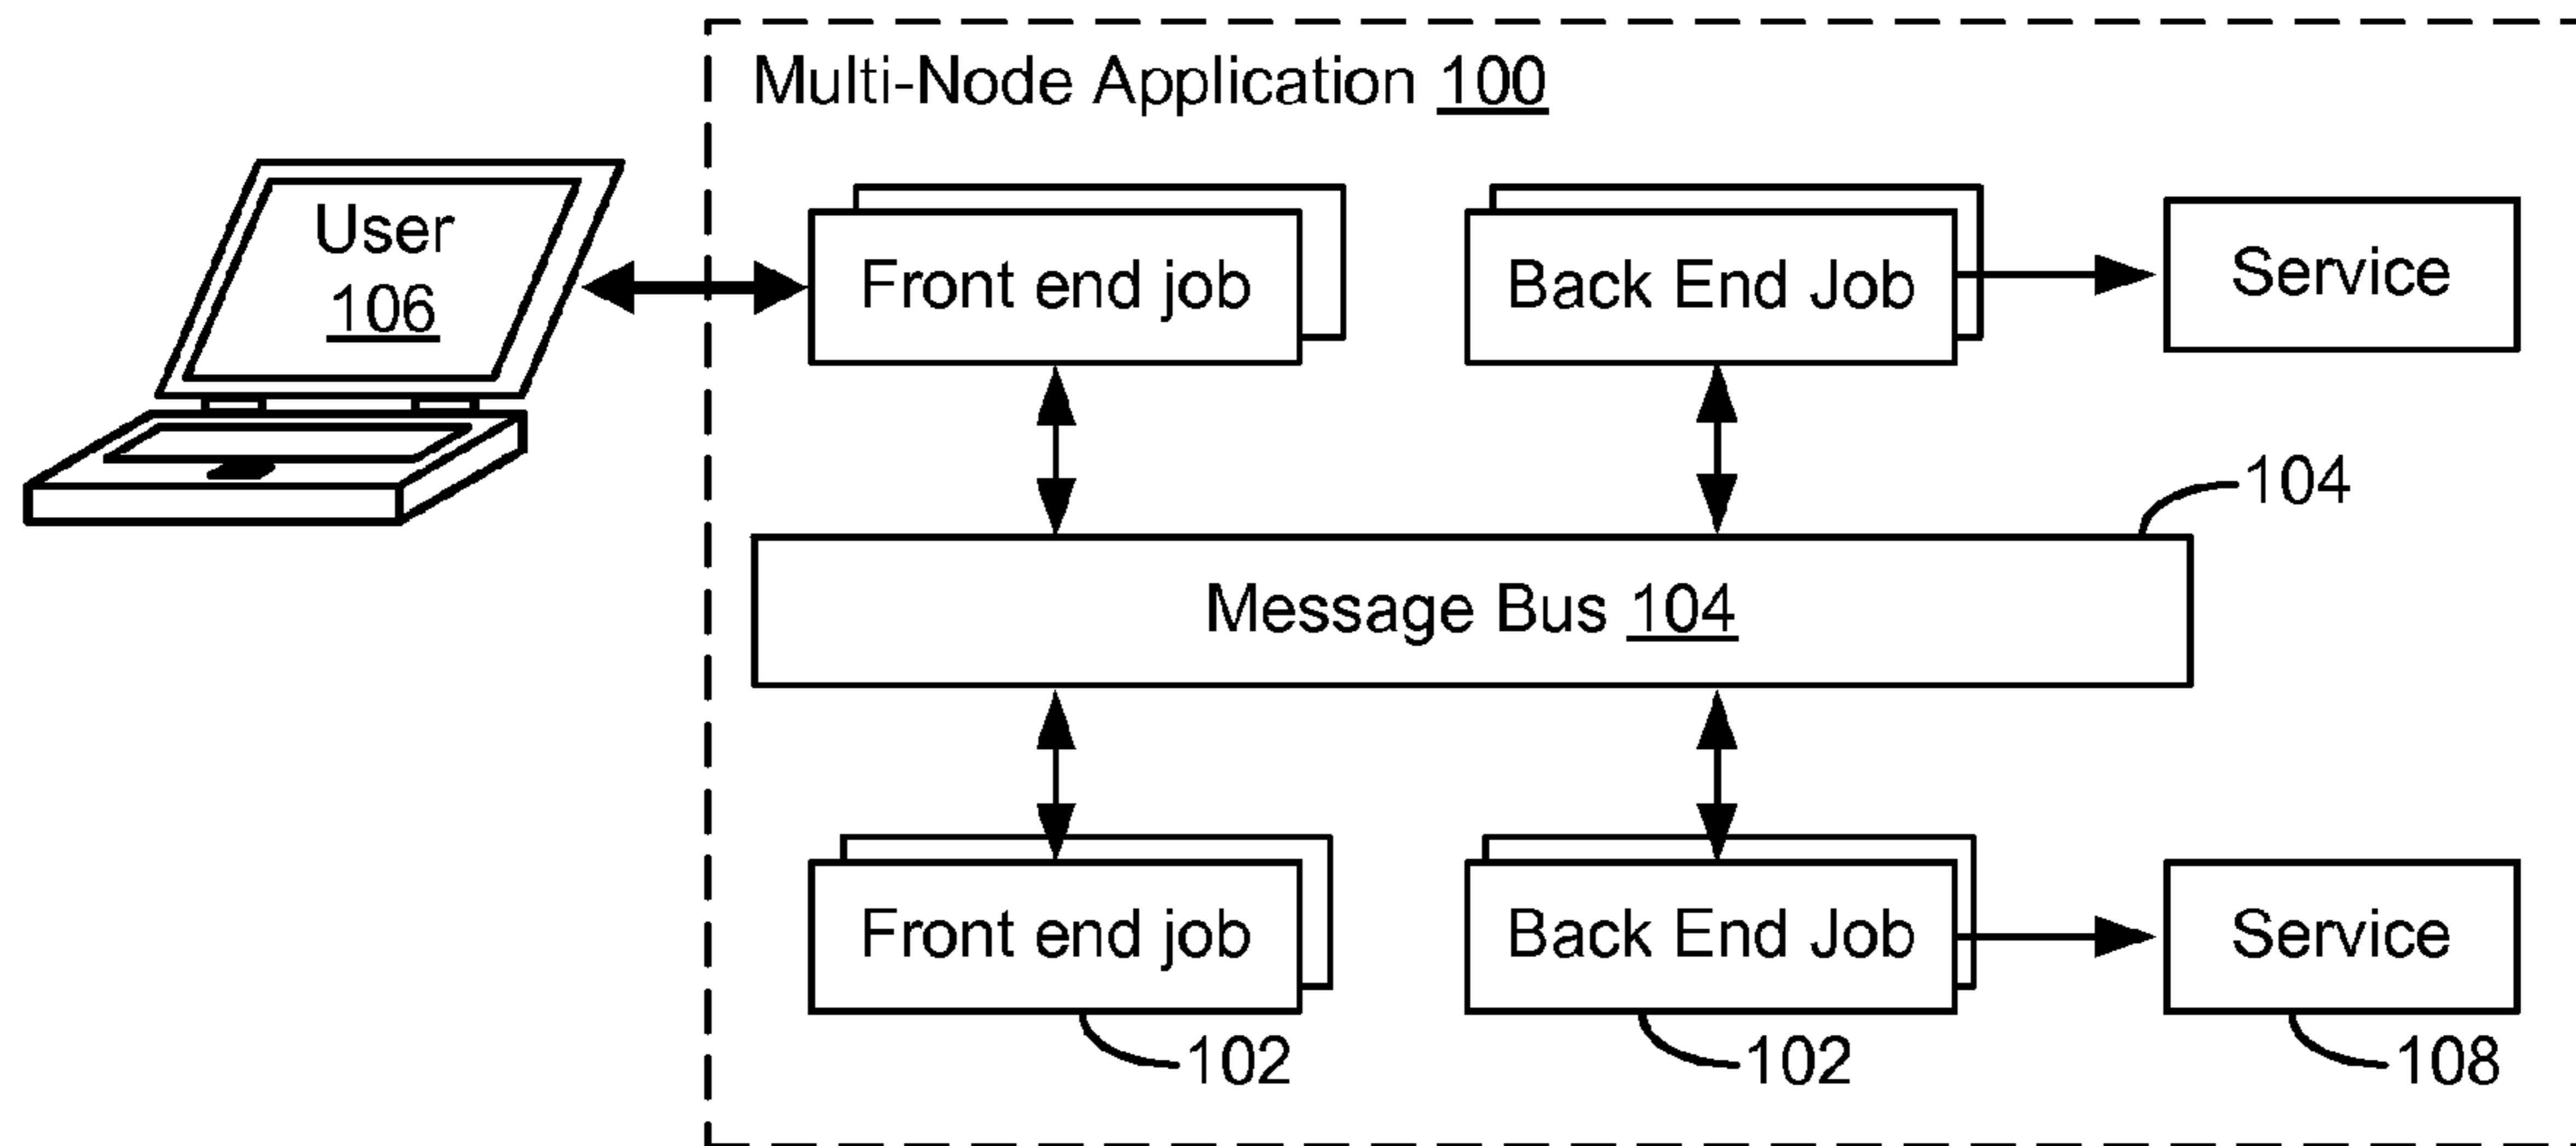 Multi-Node Application 100
User
106
Front end job
Back End Job
Service
104
Message Bus 104
Front end job
Back End Job
Service
102
102
108